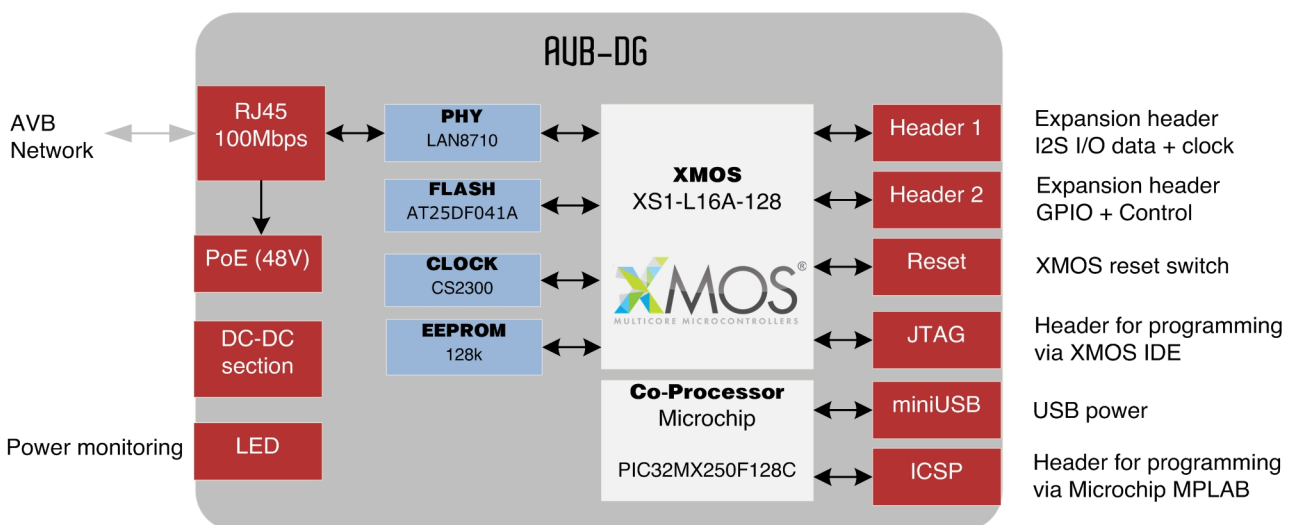 AVB-DG
AVB
Network
RJ45
100Mbps
PoE (48V)
DC-DC
section
Power monitoring
LED
PHY
LAN8710
FLASH
AT25DF041A
CLOCK
CS2300
EEPROM
128k
XMOS
XS1-L16A-128
XMOS®
MULTICORE MICROCONTROLLERS
Co-Processor
Microchip
PIC32MX250F128C
Header 1
Expansion header
I2S I/O data + clock
Header 2
Expansion header
GPIO + Control
Reset
XMOS reset switch
JTAG
Header for programming
via XMOS IDE
miniUSB
USB power
ICSP
Header for programming
via Microchip MPLAB